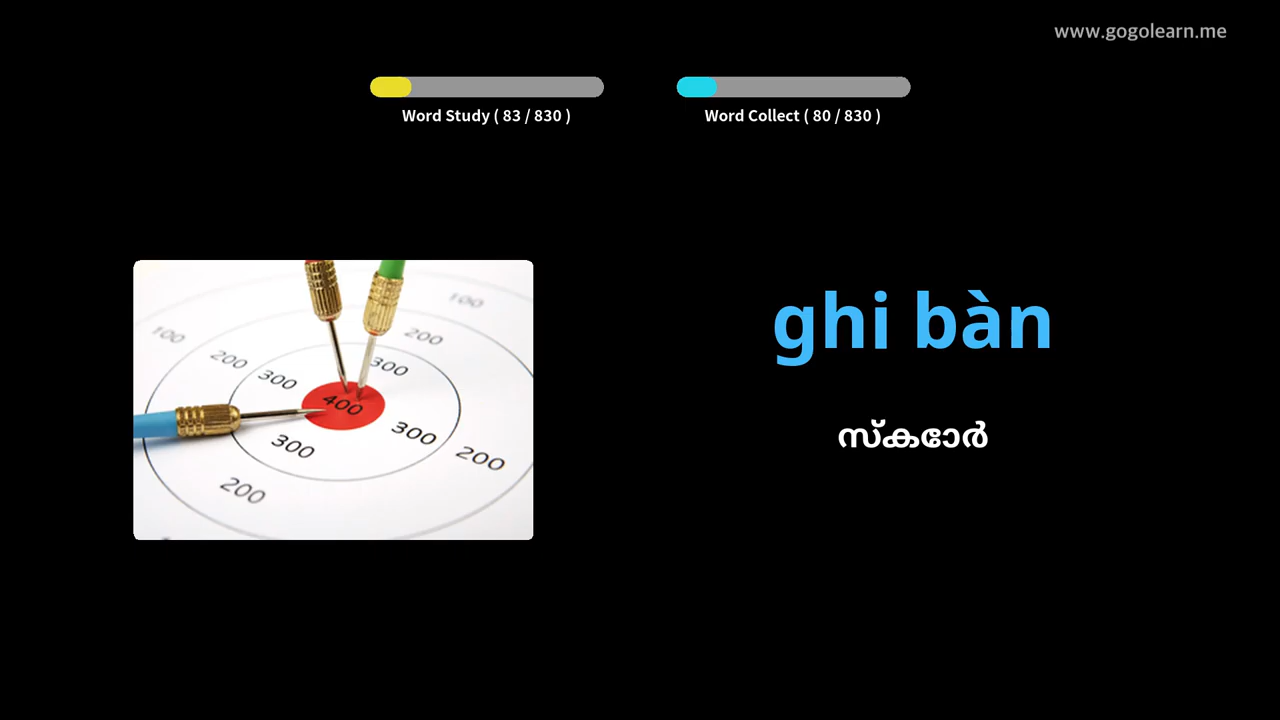 www.gogolearn.me
Word Study ( 83 / 830 )
Word Collect ( 80 / 830 )
100
100
200
200
300
300
400
300
300
200
200
ghi bàn
സ്കോർ